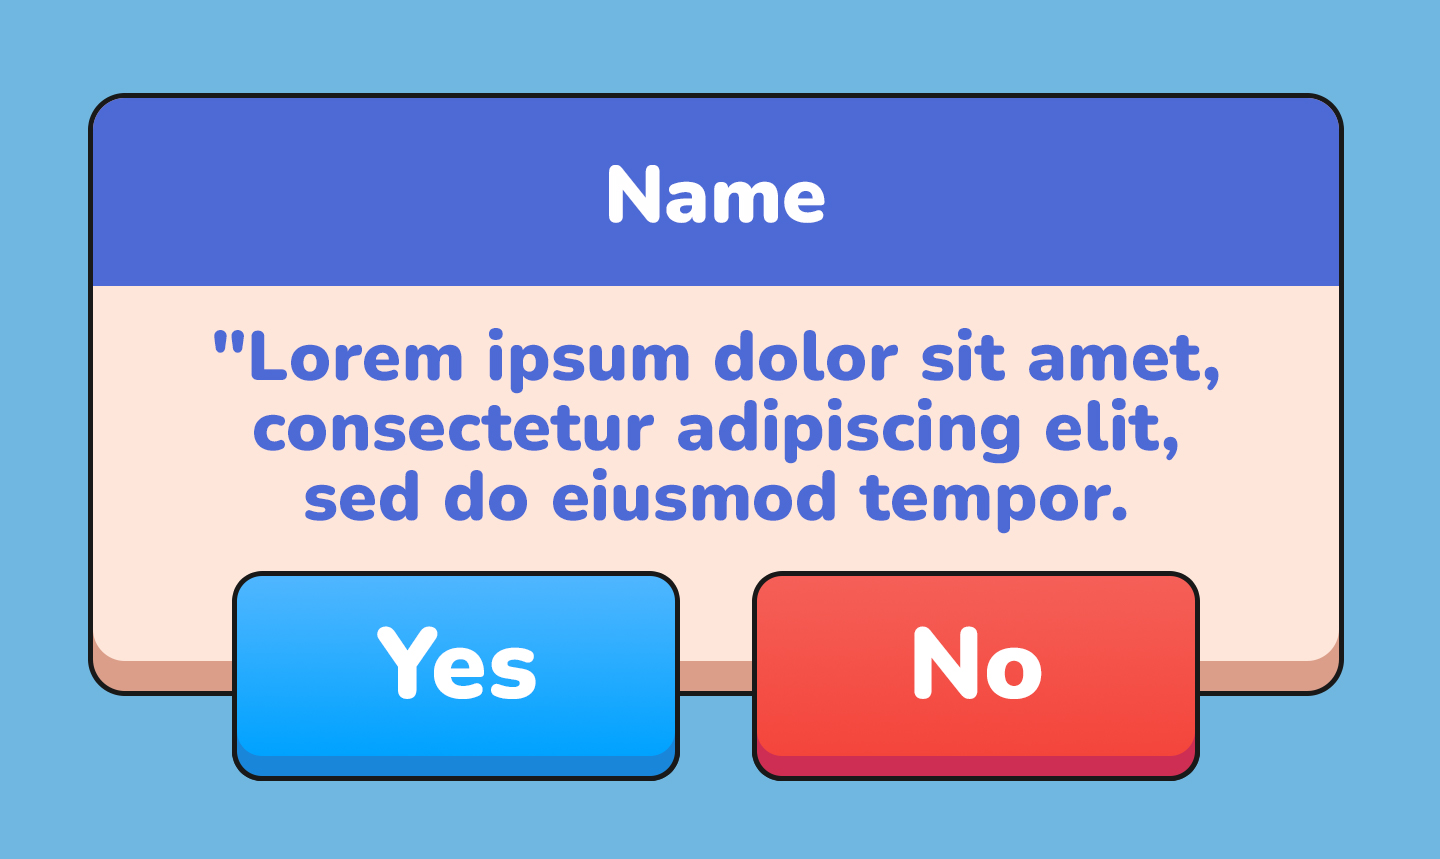 Name
"Lorem ipsum dolor sit amet,
consectetur adipiscing elit,
sed do eiusmod tempor.
Yes
No